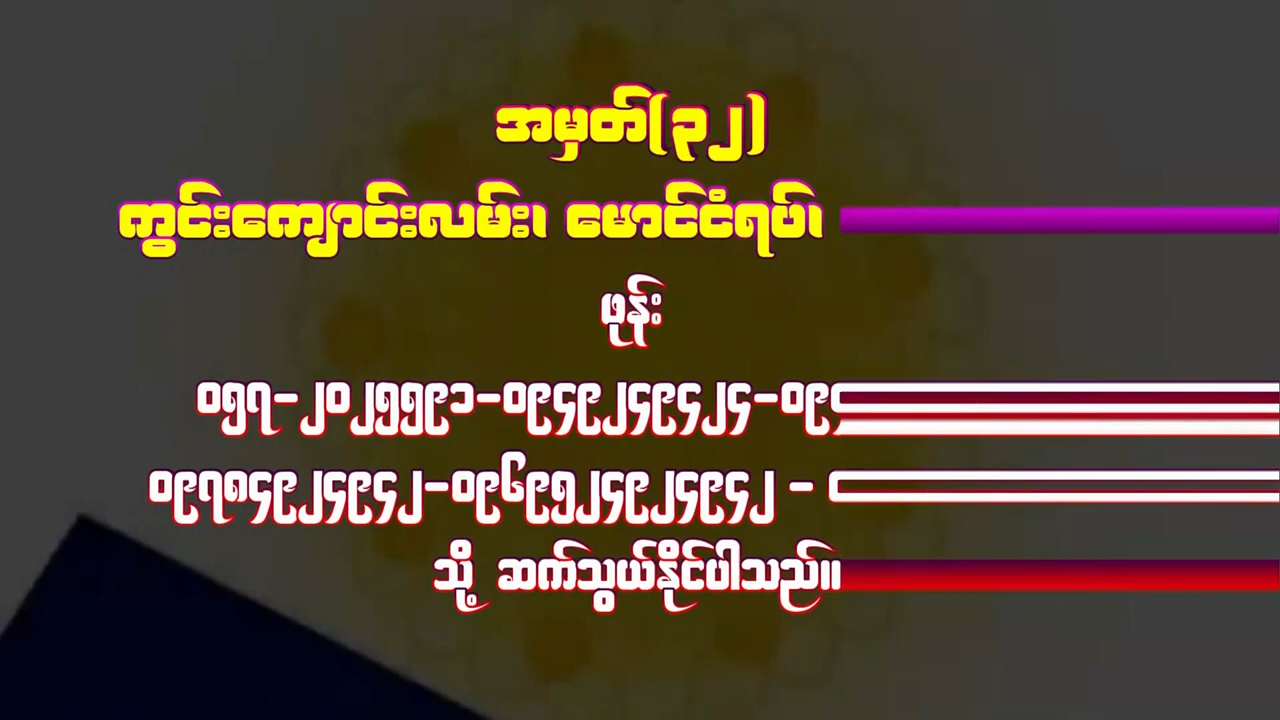 အမှတ်(၃၂)
ကွင်းကျောင်းလမ်း၊ မောင်ငံရပ်၊
ဖုန်း
၀၅၇-၂၀၂၅၅၉၁-၀၉၄၉၂၄၉၄၂၄-၀၉
၀၉၇၈၄၉၂၄၉၄၂-၀၉၆၉၅၂၄၉၂၄၉၄၂ -
သို့ ဆက်သွယ်နိုင်ပါသည်။